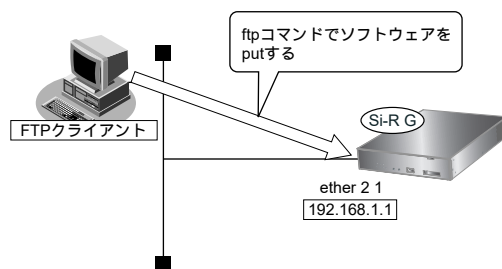 ftpコマンドでソフトウェアを
putする
FTPクライアント
Si-R G
ether 2 1
192.168.1.1